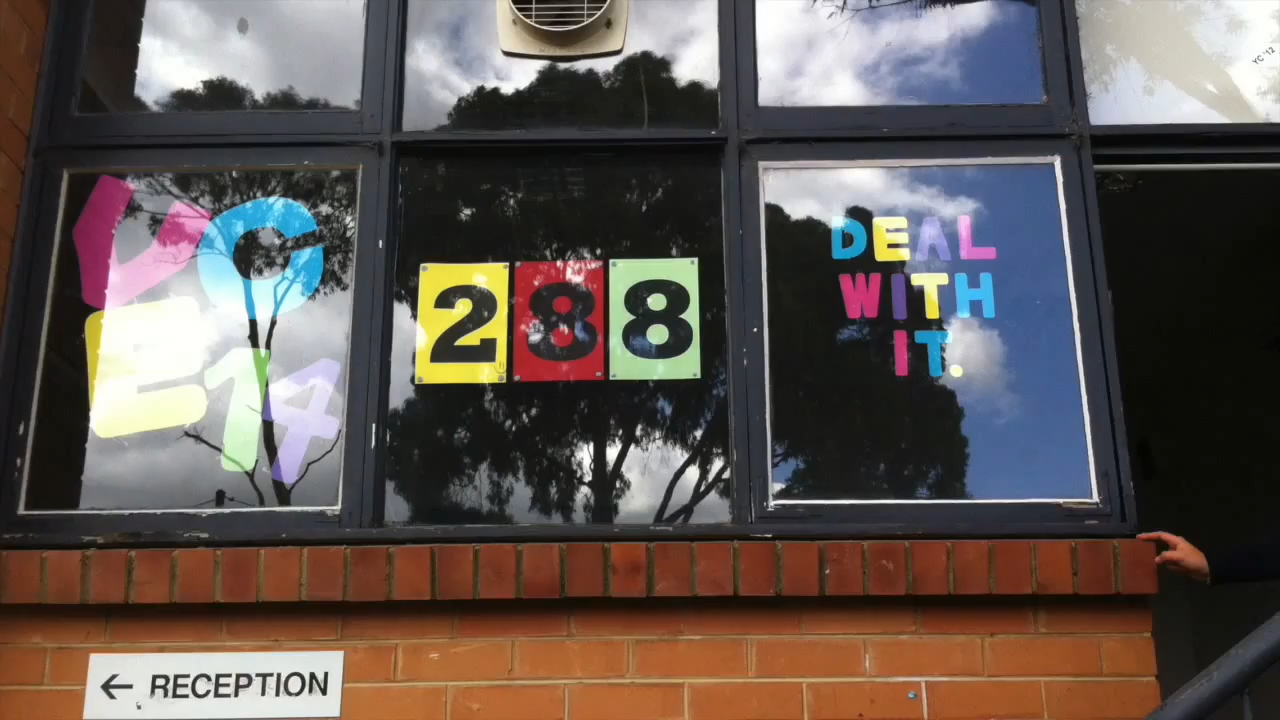 YC '12
YC
E14
288
DEAL
WITH
IT.
← RECEPTION